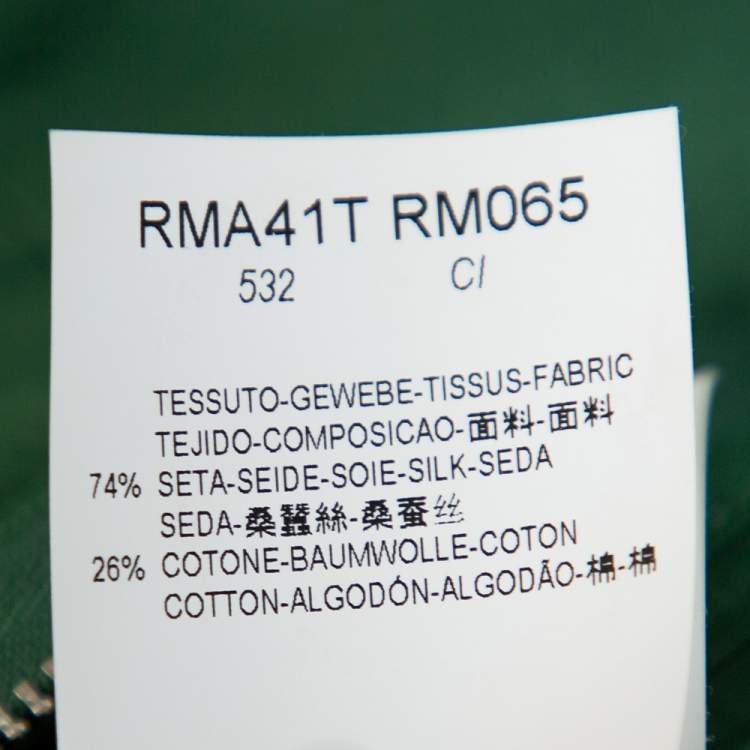 RMA41T RM065
532 CI
TESSUTO-GEWEBE-TISSUS-FABRIC
TEJIDO-COMPOSICAO-面料-面料
74% SETA-SEIDE-SOIE-SILK-SEDA
SEDA-桑蠶絲-桑蚕丝
26% COTONE-BAUMWOLLE-COTON
COTTON-ALGODÓN-ALGODÃO-棉-棉